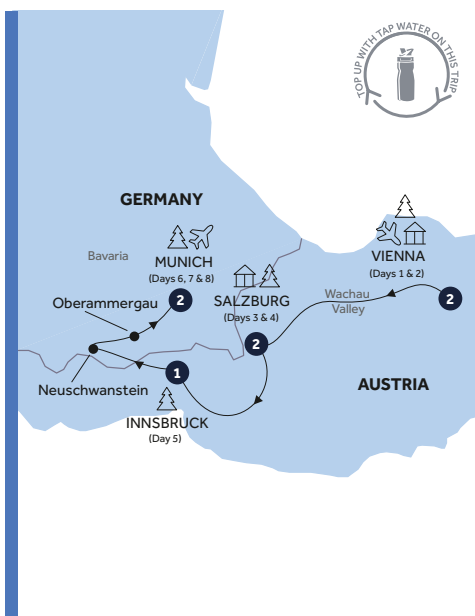 TOP UP WITH TAP WATER ON THIS TRIP
GERMANY
Bavaria
MUNICH
(Days 6, 7 & 8)
2
Oberammergau
Neuschwanstein
SALZBURG
(Days 3 & 4)
2
VIENNA
(Days 1 & 2)
2
Wachau
Valley
AUSTRIA
1
INNSBRUCK
(Day 5)